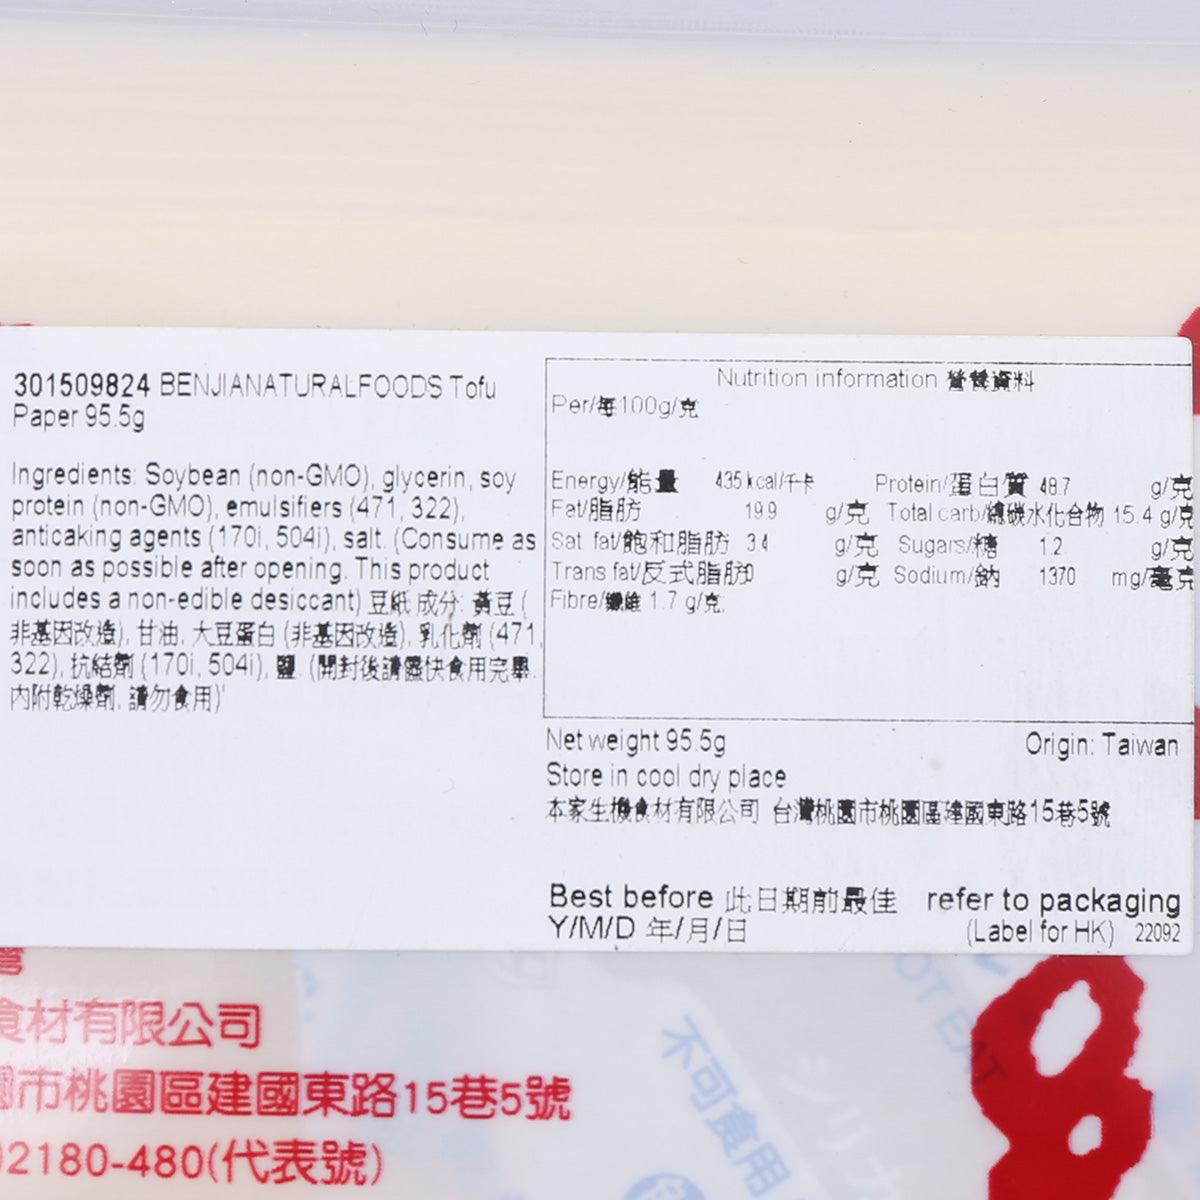 301509824 BENJIANATURALFOODS Tofu
Paper 95.5g
Ingredients: Soybean (non-GMO), glycerin, soy
protein (non-GMO), emulsifiers (471, 322),
anticaking agents (170i, 504i), salt. (Consume as
soon as possible after opening. This product
includes a non-edible desiccant) 豆紙 成分: 黃豆 (
非基因改造), 甘油, 大豆蛋白 (非基因改造), 乳化劑 (471,
322), 抗結劑 (170i, 504i), 鹽. (開封後請儘快食用完畢.
內附乾燥劑, 請勿食用)'
Nutrition information 營養資料
Per/每100g/克
Energy/能量 435 kcal/千卡 Protein/蛋白質 48.7 g/克
Fat/脂肪 19.9 g/克 Total carb/總碳水化合物 15.4 g/克
Sat. fat/飽和脂肪 3.4 g/克 Sugars/糖 1.2 g/克
Trans fat/反式脂肪0 g/克 Sodium/鈉 1370 mg/毫克
Fibre/纖維 1.7 g/克
Net weight 95.5g Origin: Taiwan
Store in cool dry place
本家生機食材有限公司 台灣桃園市桃園區建國東路15巷5號
Best before 此日期前最佳 refer to packaging
Y/M/D 年/月/日 (Label for HK) 22092
食材有限公司
園市桃園區建國東路15巷5號
02180-480(代表號)
OT EAT
不可食用
シリカ